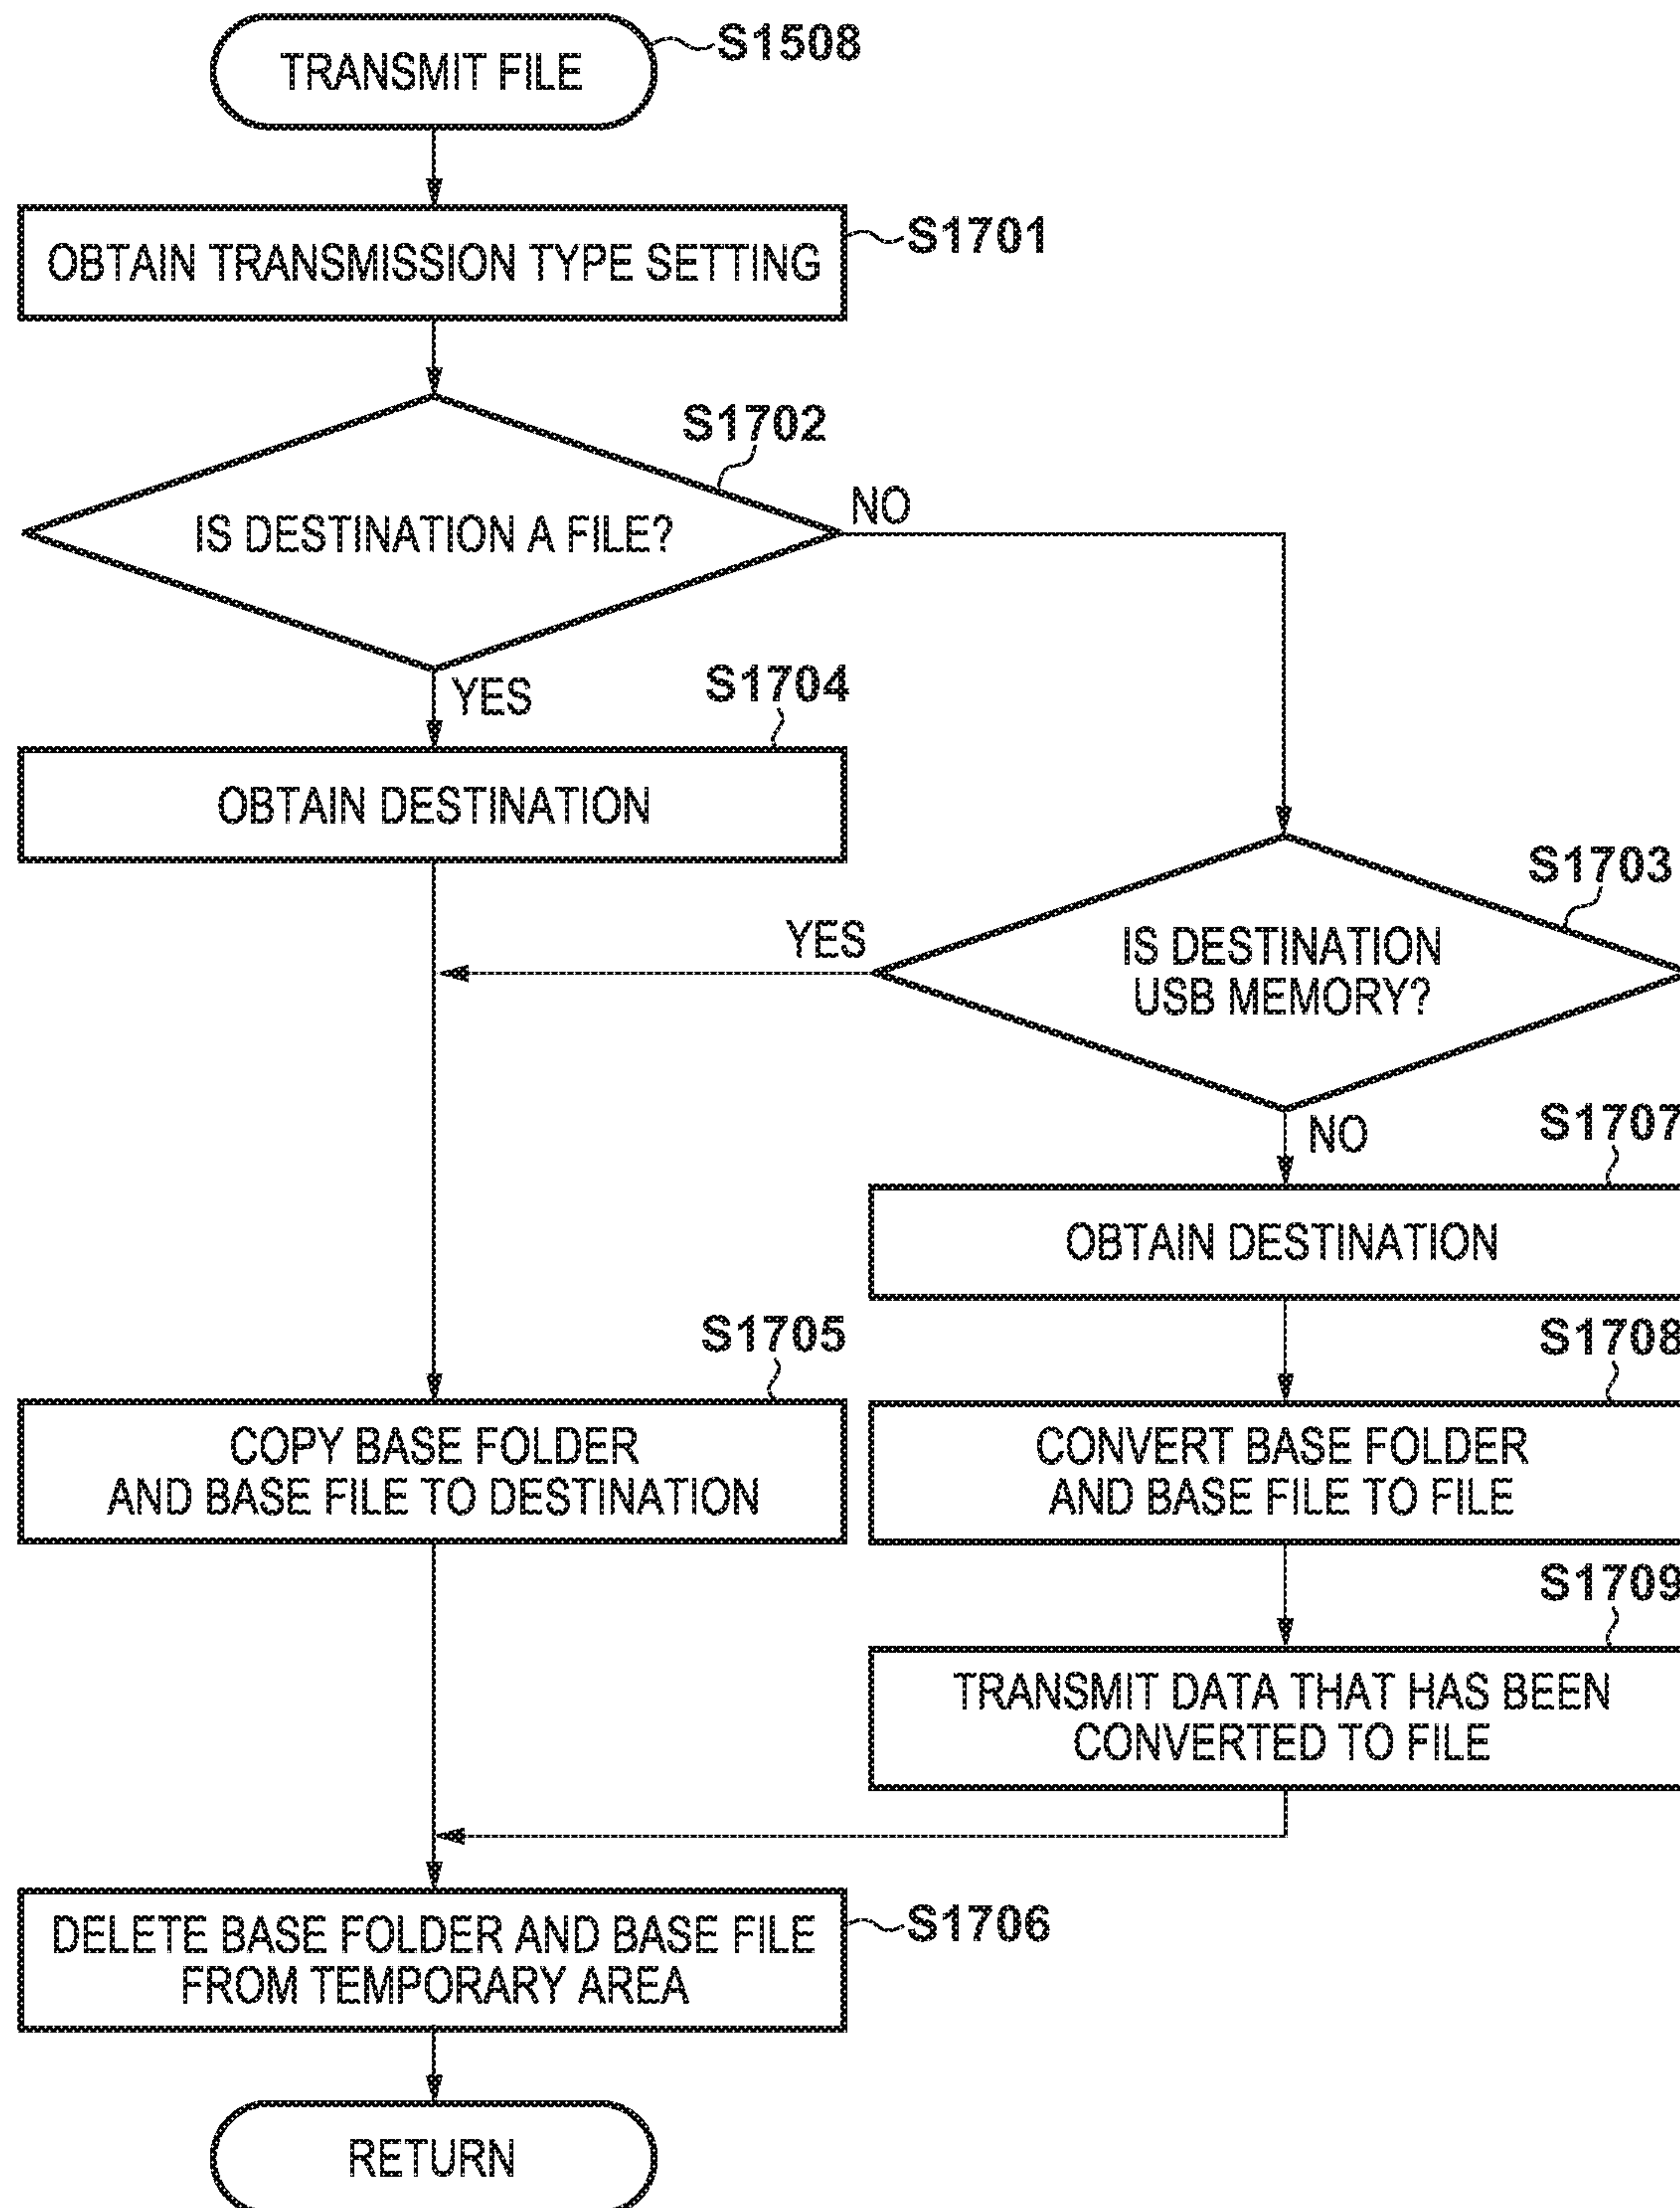 TRANSMIT FILE
S1508
OBTAIN TRANSMISSION TYPE SETTING
S1701
S1702
IS DESTINATION A FILE?
NO
YES
S1704
OBTAIN DESTINATION
S1703
YES
IS DESTINATION
USB MEMORY?
NO
S1707
OBTAIN DESTINATION
S1705
COPY BASE FOLDER
AND BASE FILE TO DESTINATION
S1708
CONVERT BASE FOLDER
AND BASE FILE TO FILE
S1709
TRANSMIT DATA THAT HAS BEEN
CONVERTED TO FILE
DELETE BASE FOLDER AND BASE FILE
FROM TEMPORARY AREA
S1706
RETURN